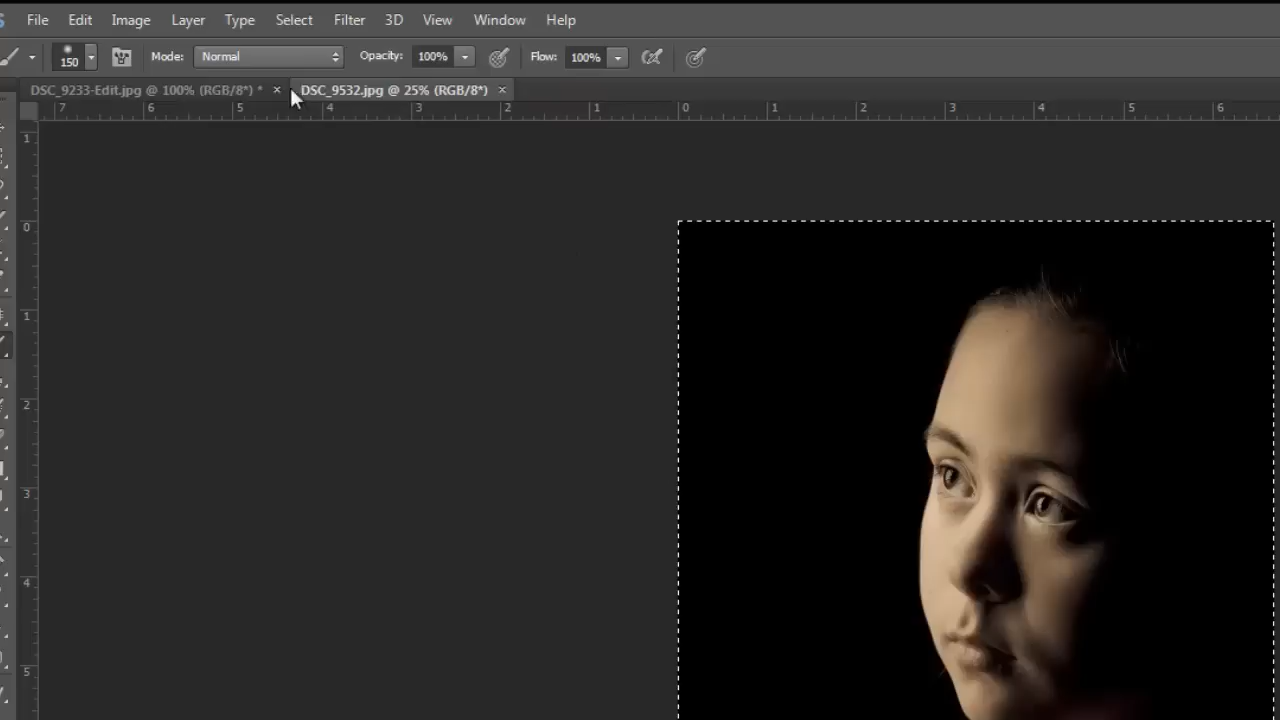 File Edit Image Layer Type Select Filter 3D View Window Help
150 Mode: Normal Opacity: 100% Flow: 100%
DSC_9233-Edit.jpg @ 100% (RGB/8*) * × DSC_9532.jpg @ 25% (RGB/8*) ×
7 6 5 4 3 2 1 0 1 2 3 4 5 6
1
0
1
2
3
4
5